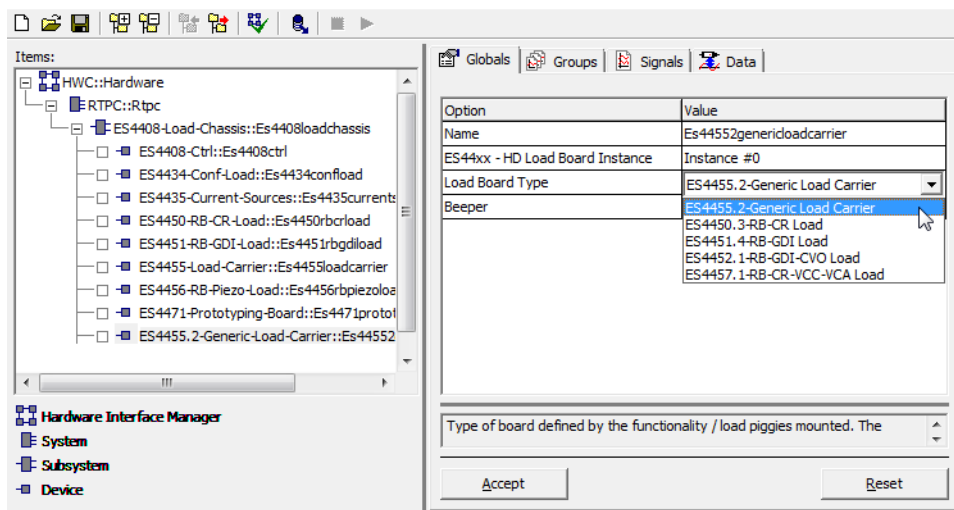 Items:
HWC::Hardware
RTPC::Rtpc
ES4408-Load-Chassis::Es4408loadchassis
ES4408-Ctrl::Es4408ctrl
ES4434-Conf-Load::Es4434confload
ES4435-Current-Sources::Es4435currents
ES4450-RB-CR-Load::Es4450rbcrload
ES4451-RB-GDI-Load::Es4451rbgdiload
ES4455-Load-Carrier::Es4455loadcarrier
ES4456-RB-Piezo-Load::Es4456rbpiezoloa
ES4471-Prototyping-Board::Es4471protot
ES4455.2-Generic-Load-Carrier::Es44552
Hardware Interface Manager
System
Subsystem
Device
Globals Groups Signals Data
Option Value
Name Es44552genericloadcarrier
ES44xx - HD Load Board Instance Instance #0
Load Board Type ES4455.2-Generic Load Carrier
Beeper
ES4455.2-Generic Load Carrier
ES4450.3-RB-CR Load
ES4451.4-RB-GDI Load
ES4452.1-RB-GDI-CVO Load
ES4457.1-RB-CR-VCC-VCA Load
Type of board defined by the functionality / load piggies mounted. The
Accept Reset